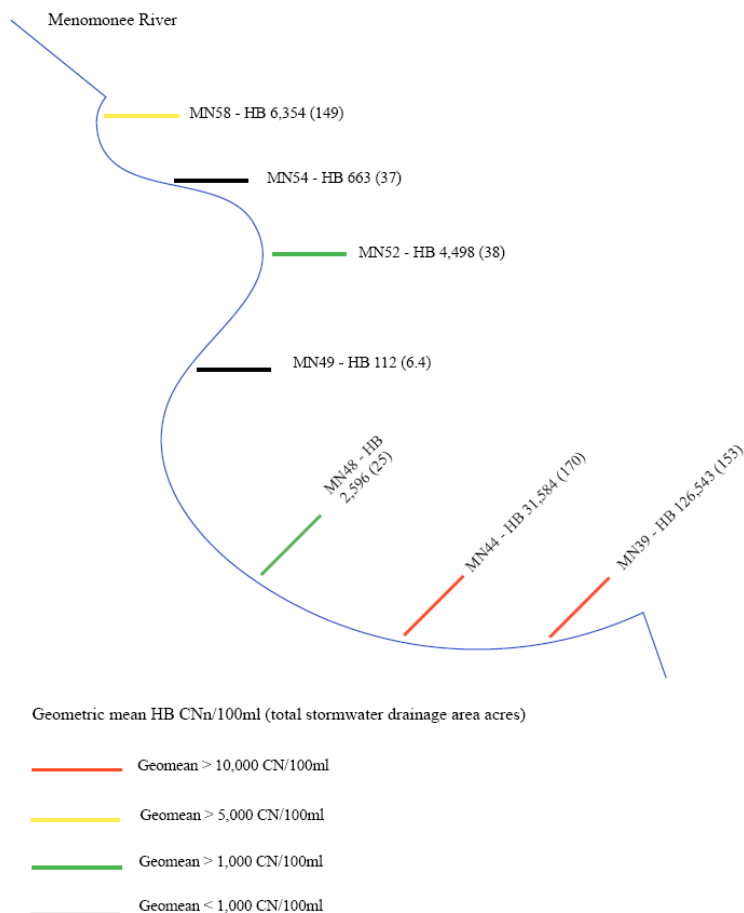 Menomonee River
MN58 - HB 6,354 (149)
MN54 - HB 663 (37)
MN52 - HB 4,498 (38)
MN49 - HB 112 (6.4)
MN48 - HB
2,596 (25)
MN44 - HB 31,584 (170)
MN39 - HB 126,543 (153)
Geometric mean HB CNn/100ml (total stormwater drainage area acres)
Geomean > 10,000 CN/100ml
Geomean > 5,000 CN/100ml
Geomean > 1,000 CN/100ml
Geomean < 1,000 CN/100ml